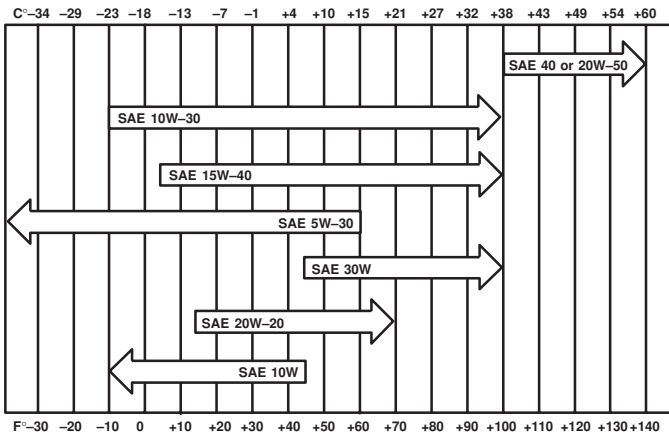 C°–34 –29 –23 –18 –13 –7 –1 +4 +10 +15 +21 +27 +32 +38 +43 +49 +54 +60
SAE 40 or 20W–50
SAE 10W–30
SAE 15W–40
SAE 5W–30
SAE 30W
SAE 20W–20
SAE 10W
F°–30 –20 –10 0 +10 +20 +30 +40 +50 +60 +70 +80 +90 +100 +110 +120 +130 +140